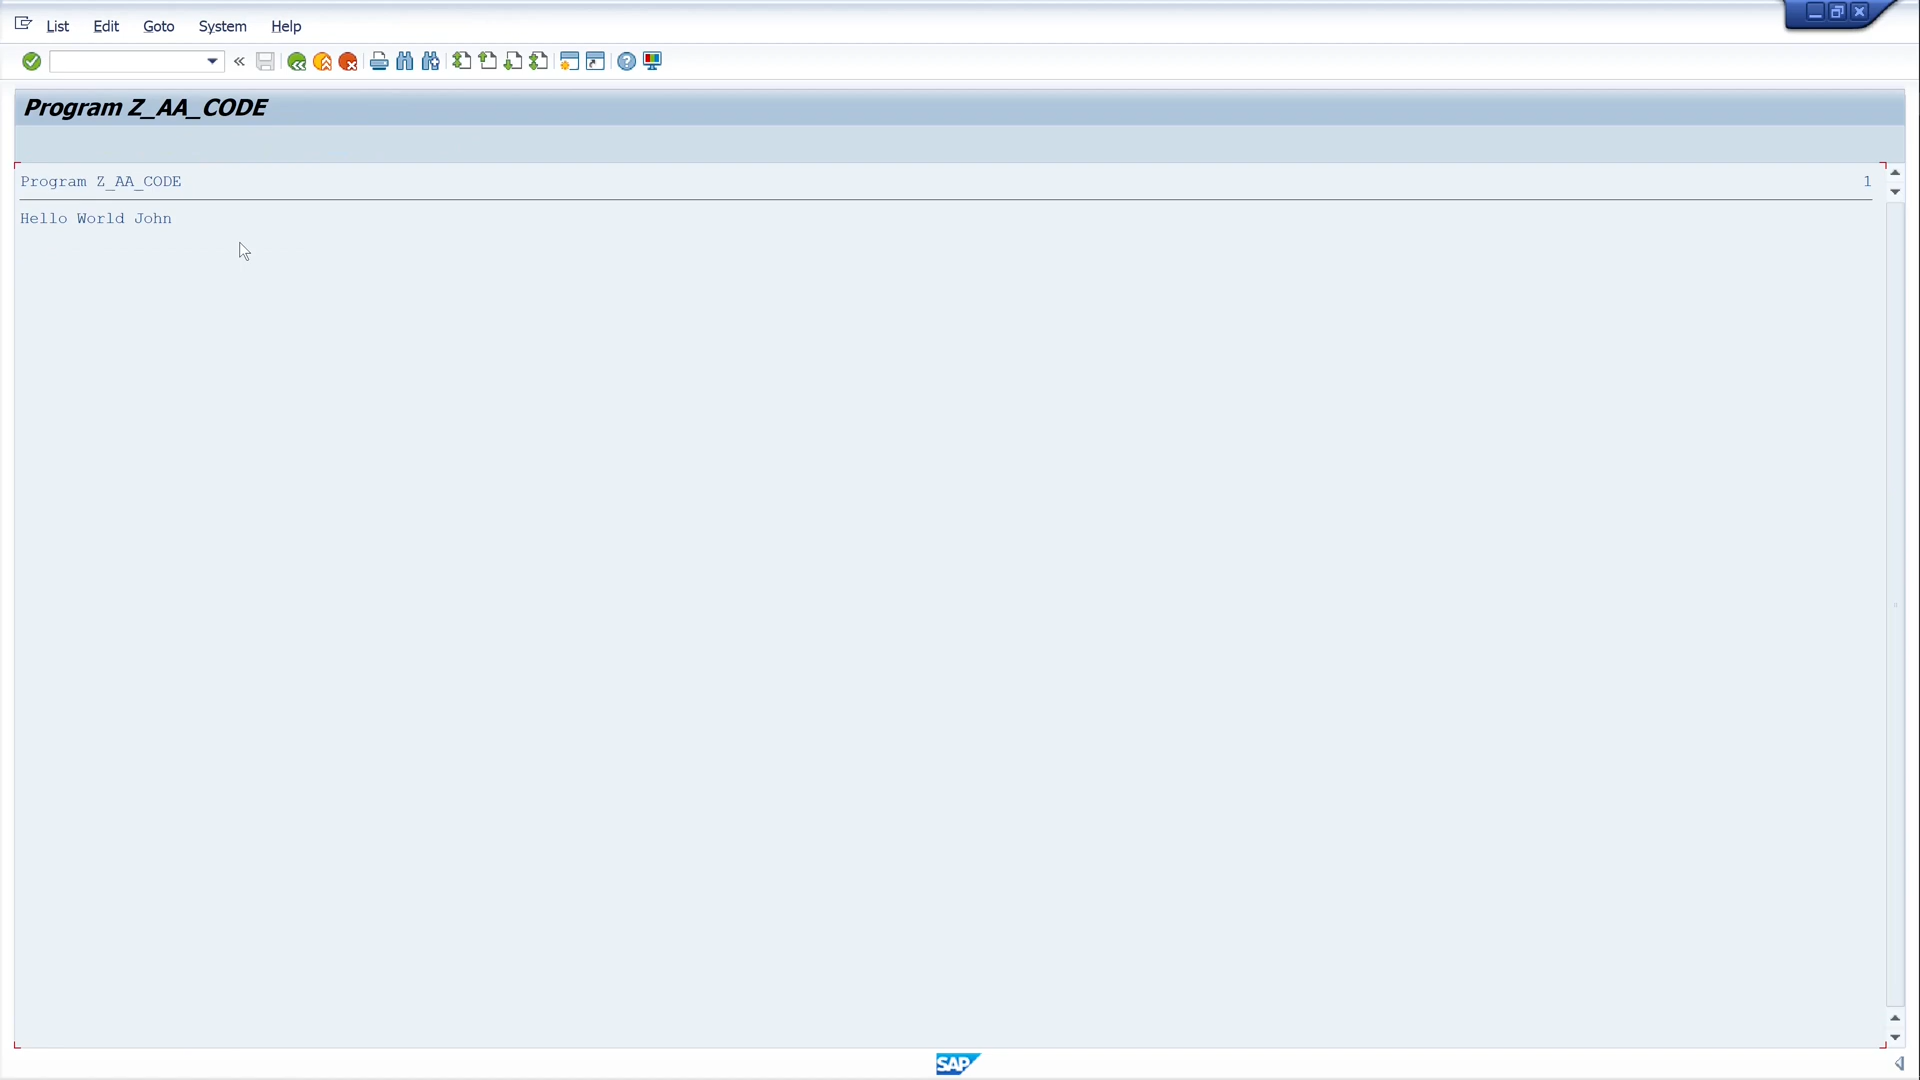 List Edit Goto System Help
Program Z_AA_CODE
Program Z_AA_CODE 1
Hello World John
SAP